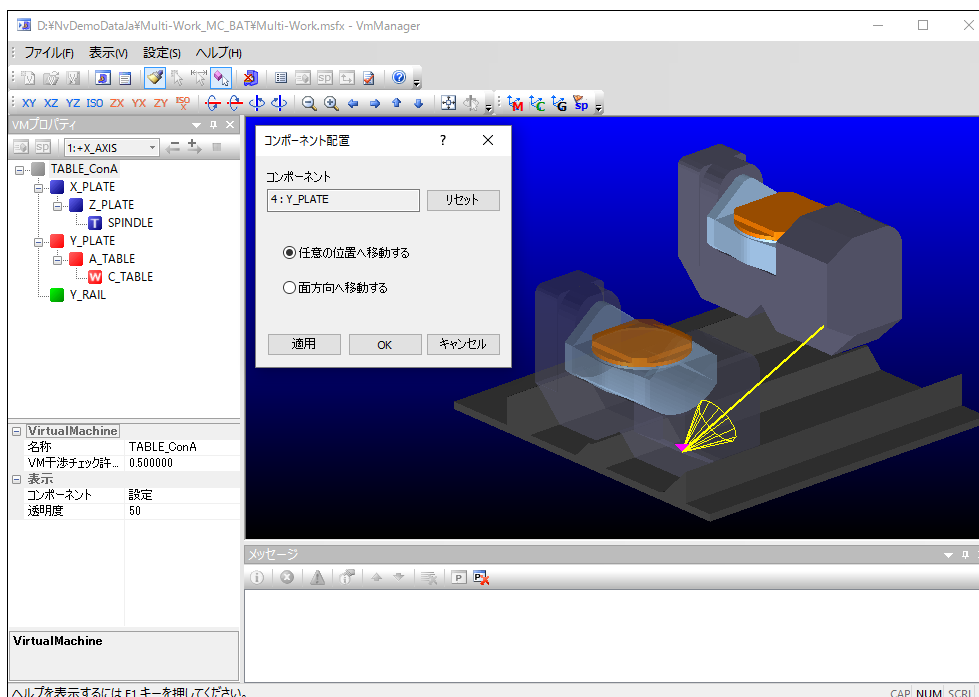 D:¥NvDemoDataJa¥Multi-Work_MC_BAT¥Multi-Work.msfx - VmManager
ファイル(F) 表示(V) 設定(S) ヘルプ(H)
SP
XY XZ YZ ISO ZX YX ZY ISO X M C G SP
VMプロパティ
SP 1:+X_AXIS
TABLE_ConA
X_PLATE
Z_PLATE
T SPINDLE
Y_PLATE
A_TABLE
W C_TABLE
Y_RAIL
コンポーネント配置 ?
コンポーネント
4 : Y_PLATE リセット
任意の位置へ移動する
面方向へ移動する
適用 OK キャンセル
VirtualMachine
名称 TABLE_ConA
VM干渉チェック許... 0.500000
表示
コンポーネント 設定
透明度 50
メッセージ
P P
VirtualMachine
ヘルプを表示するには F1 キーを押してください。 CAP NUM SCRL